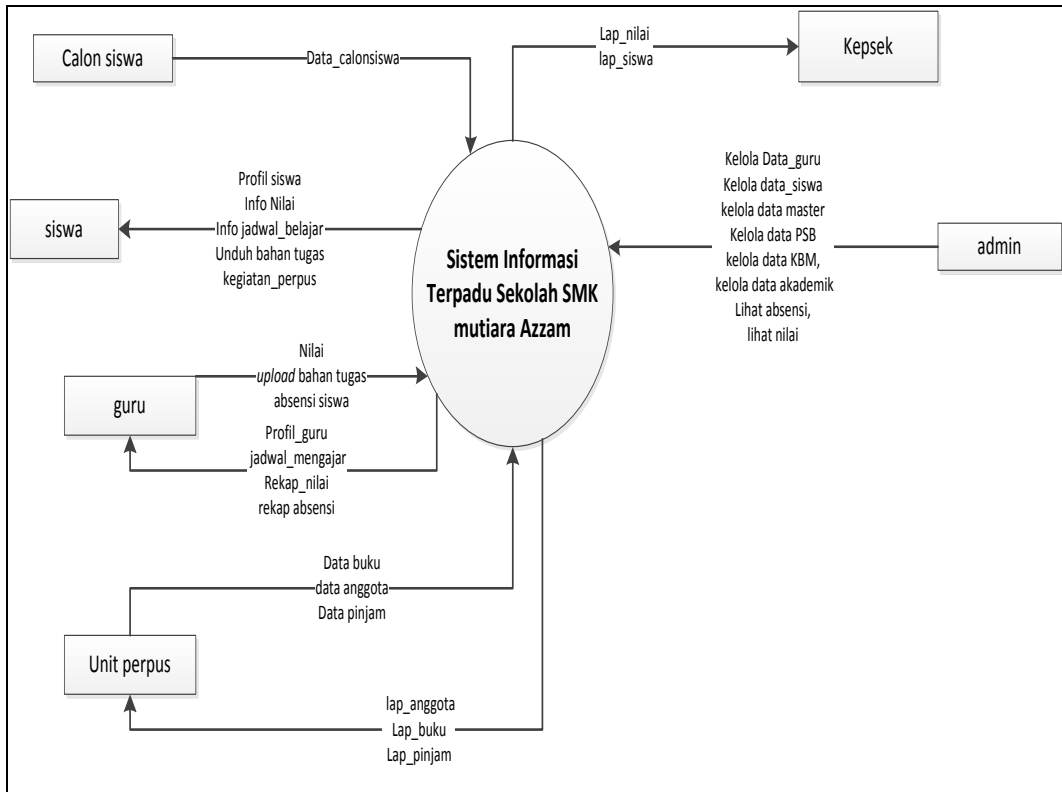 Calon siswa
Data_calonsiswa
Lap_nilai
lap_siswa
Kepsek
siswa
Profil siswa
Info Nilai
Info jadwal_belajar
Unduh bahan tugas
kegiatan_perpus
Sistem Informasi
Terpadu Sekolah SMK
mutiara Azzam
Kelola Data_guru
Kelola data_siswa
kelola data master
Kelola data PSB
kelola data KBM,
kelola data akademik
Lihat absensi,
lihat nilai
admin
guru
Nilai
upload bahan tugas
absensi siswa
Profil_guru
jadwal_mengajar
Rekap_nilai
rekap absensi
Unit perpus
Data buku
data anggota
Data pinjam
lap_anggota
Lap_buku
Lap_pinjam